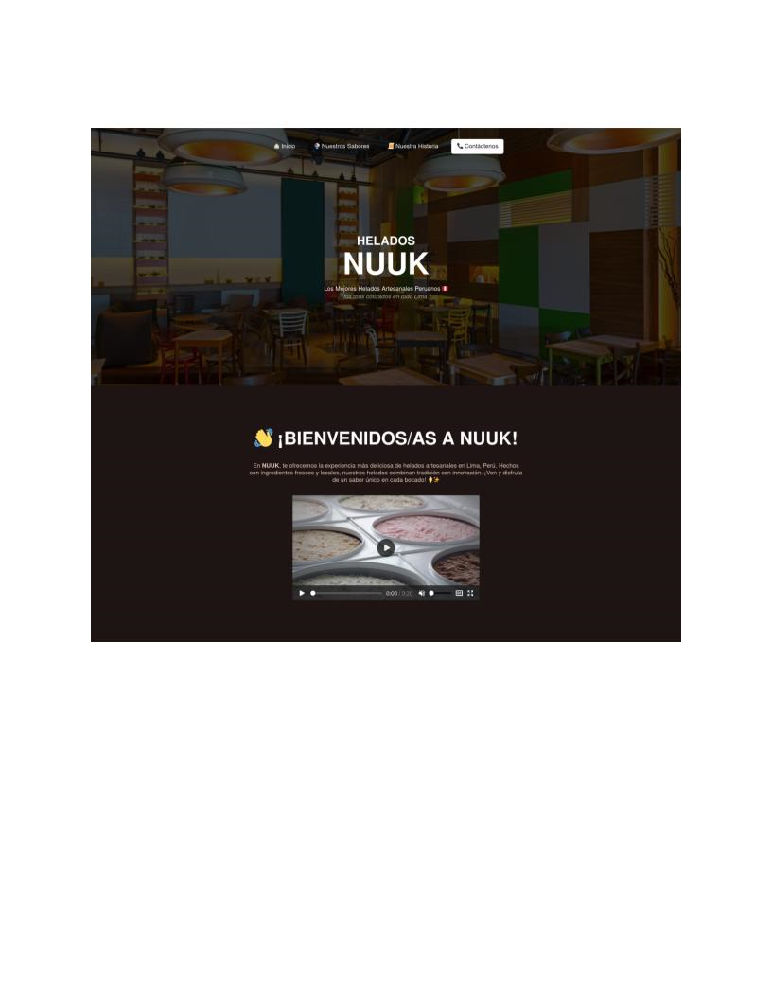 🏠 Inicio 🍨 Nuestros Sabores 📜 Nuestra Historia 📞 Contáctenos
HELADOS
NUUK
Los Mejores Helados Artesanales Peruanos 🇵🇪
"los mas cotizados en todo Lima "
👋 ¡BIENVENIDOS/AS A NUUK!
En NUUK, te ofrecemos la experiencia más deliciosa de helados artesanales en Lima, Perú. Hechos
con ingredientes frescos y locales, nuestros helados combinan tradición con innovación. ¡Ven y disfruta
de un sabor único en cada bocado! 🍦✨
0:00 / 0:20